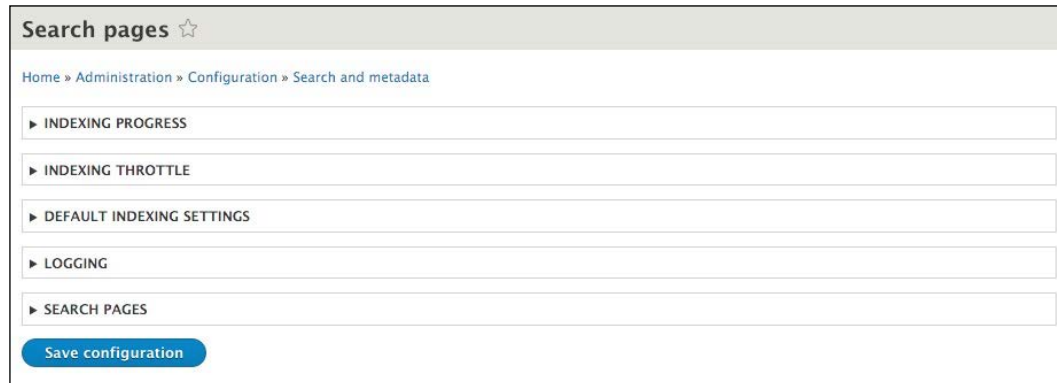 Search pages
Home » Administration » Configuration » Search and metadata
INDEXING PROGRESS
INDEXING THROTTLE
DEFAULT INDEXING SETTINGS
LOGGING
SEARCH PAGES
Save configuration